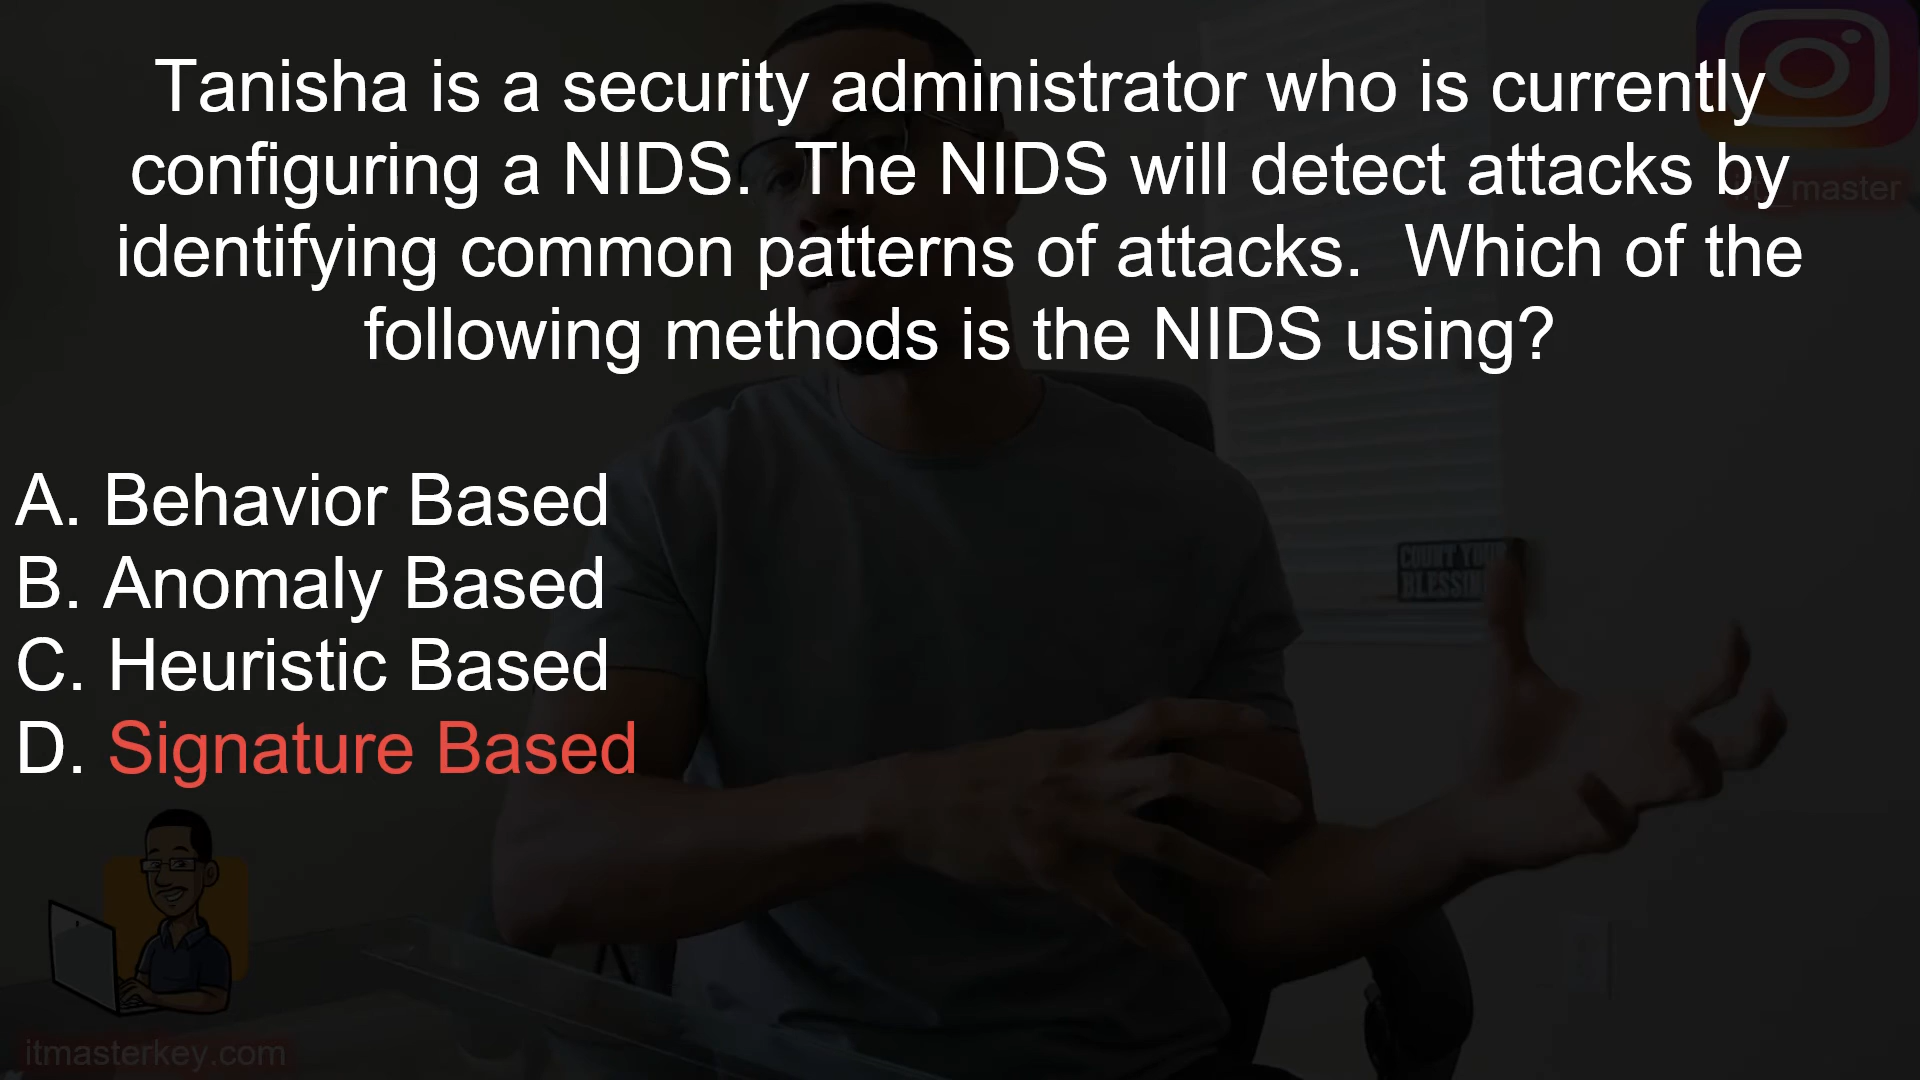 Tanisha is a security administrator who is currently
configuring a NIDS.  The NIDS will detect attacks by
identifying common patterns of attacks.  Which of the
following methods is the NIDS using?
A. Behavior Based
B. Anomaly Based
C. Heuristic Based
D. Signature Based
COUNT YOUR
itmasterkey.com